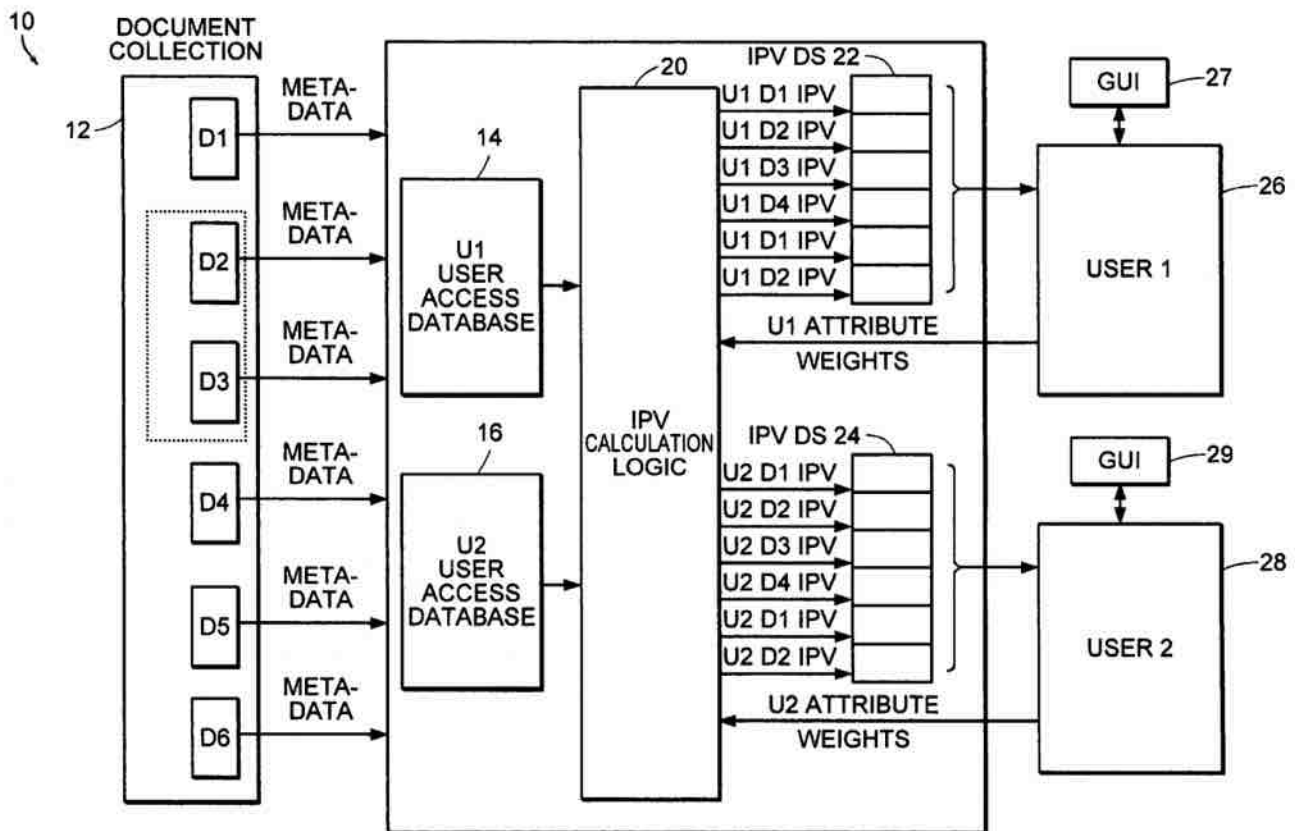 10
DOCUMENT
COLLECTION
12
D1
D2
D3
D4
D5
D6
META-
DATA
META-
DATA
META-
DATA
META-
DATA
META-
DATA
META-
DATA
14
U1
USER
ACCESS
DATABASE
16
U2
USER
ACCESS
DATABASE
20
IPV
CALCULATION
LOGIC
IPV DS 22
U1 D1 IPV
U1 D2 IPV
U1 D3 IPV
U1 D4 IPV
U1 D1 IPV
U1 D2 IPV
U1 ATTRIBUTE
WEIGHTS
IPV DS 24
U2 D1 IPV
U2 D2 IPV
U2 D3 IPV
U2 D4 IPV
U2 D1 IPV
U2 D2 IPV
U2 ATTRIBUTE
WEIGHTS
GUI
27
USER 1
26
GUI
29
USER 2
28